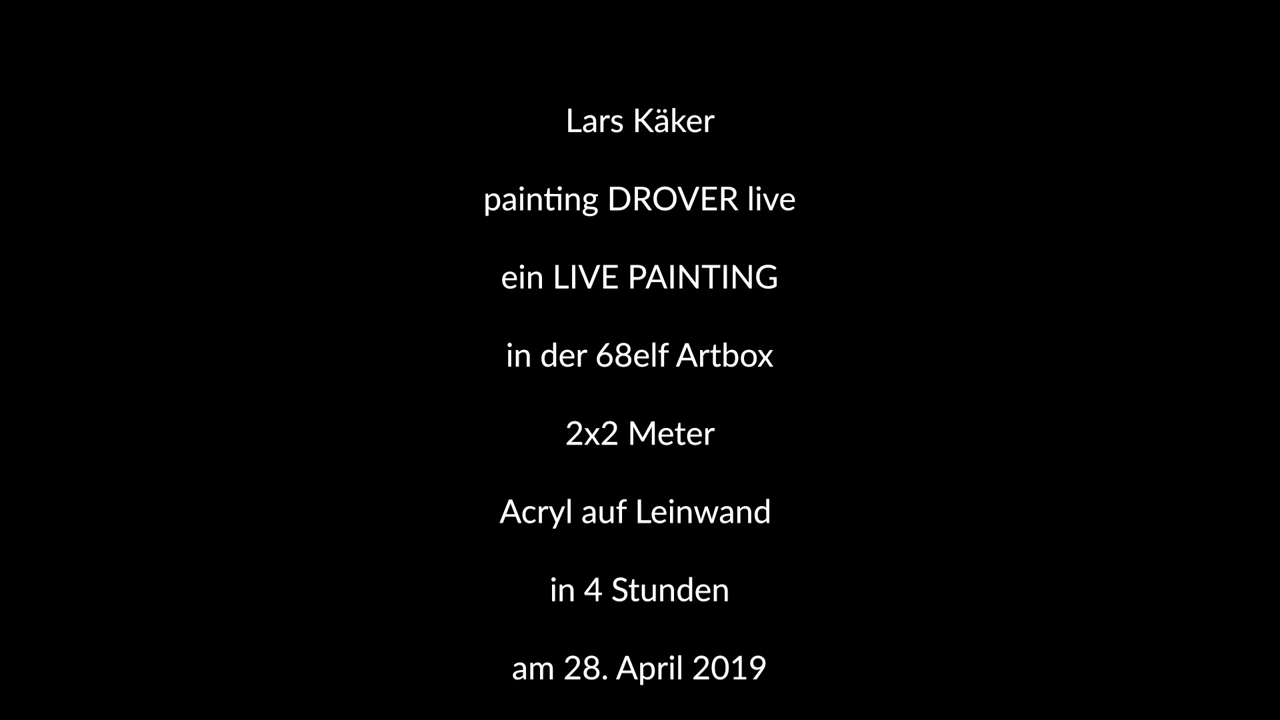 Lars Käker
painting DROVER live
ein LIVE PAINTING
in der 68elf Artbox
2x2 Meter
Acryl auf Leinwand
in 4 Stunden
am 28. April 2019